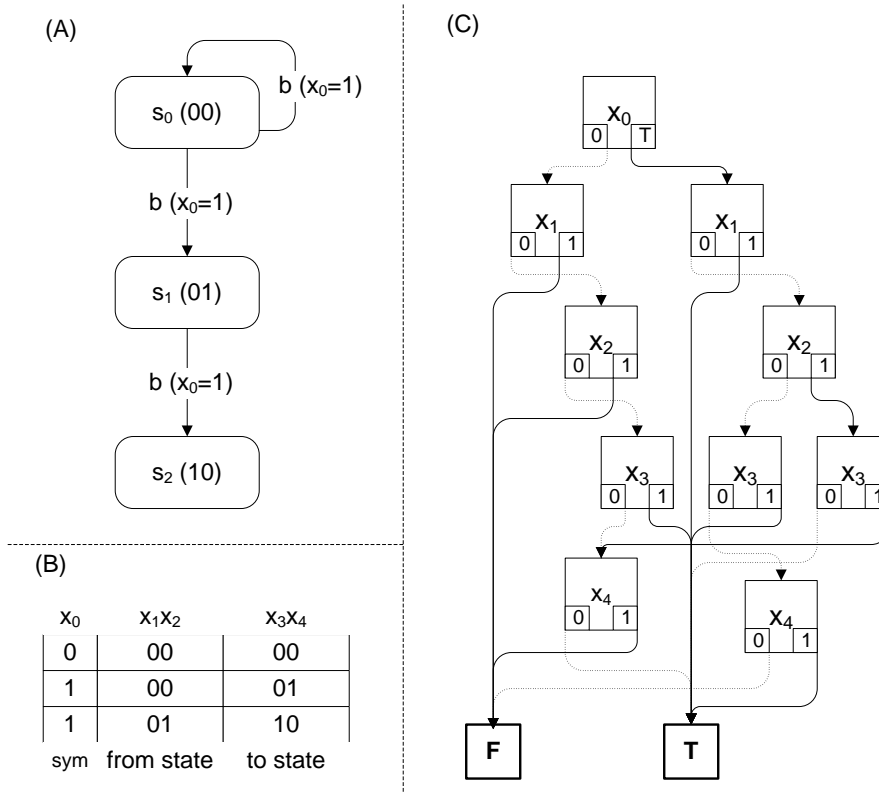 (A)
b (x₀=1)
s₀ (00)
b (x₀=1)
s₁ (01)
b (x₀=1)
s₂ (10)
(B)
x₀ x₁x₂ x₃x₄
0 00 00
1 00 01
1 01 10
sym from state to state
(C)
x₀
0 T
x₁ x₁
0 1 0 1
x₂ x₂
0 1 0 1
x₃ x₃ x₃
0 1 0 1 0 1
x₄
0 1
x₄
0 1
F T